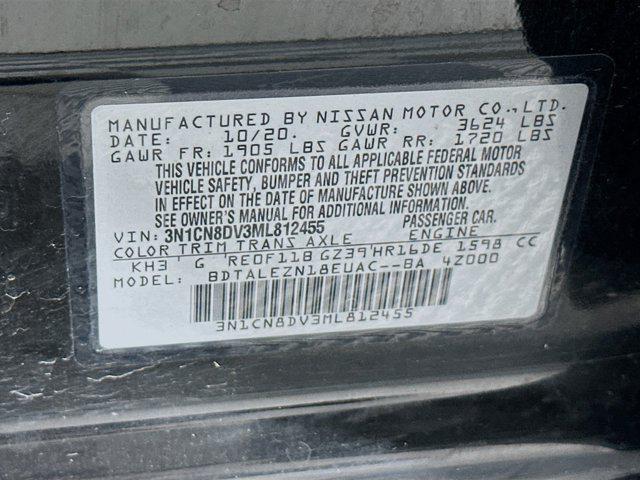 MANUFACTURED BY NISSAN MOTOR CO., LTD.
DATE: 10/20. GVWR: 3624 LBS
GAWR FR: 1905 LBS GAWR RR: 1720 LBS
THIS VEHICLE CONFORMS TO ALL APPLICABLE FEDERAL MOTOR
VEHICLE SAFETY, BUMPER AND THEFT PREVENTION STANDARDS
IN EFFECT ON THE DATE OF MANUFACTURE SHOWN ABOVE.
SEE OWNER'S MANUAL FOR ADDITIONAL INFORMATION
VIN: 3N1CN8DV3ML812455 PASSENGER CAR.
COLOR TRIM TRANS AXLE ENGINE
KH3 G RE0F11B GZ39 HR16DE 1598 CC
MODEL: BDTALEZN18EUAC--BA 4Z000
3N1CN8DV3ML812455